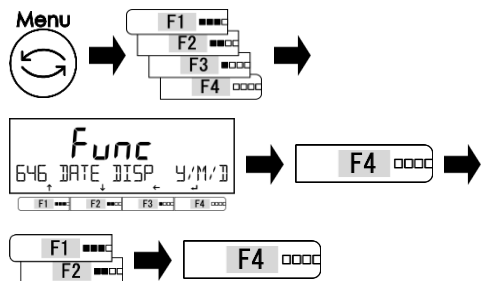 Menu
F1
F2
F3
F4
Func
646 DATE DISP ← Y/M/D
↑ ↓ ← ↵
F1 F2 F3 F4
F4
F1
F2
F4